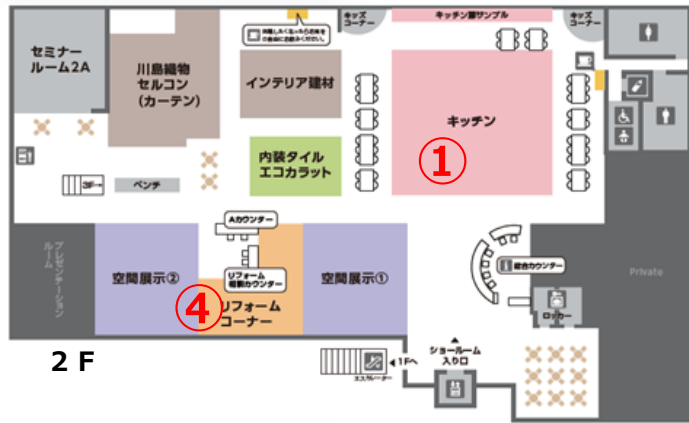 キッズ
コーナー
キッチン扉サンプル
キッズ
コーナー
セミナー
ルーム2A
川島織物
セルコン
(カーテン)
インテリア建材
キッチン
①
内装タイル
エコカラット
3F→
ベンチ
Aカウンター
プレゼンテーション
ルーム
空間展示②
リフォーム
相談カウンター
空間展示①
総合カウンター
Private
④
リフォーム
コーナー
ロッカー
2F
1Fへ
エスカレーター
ショールーム
入り口